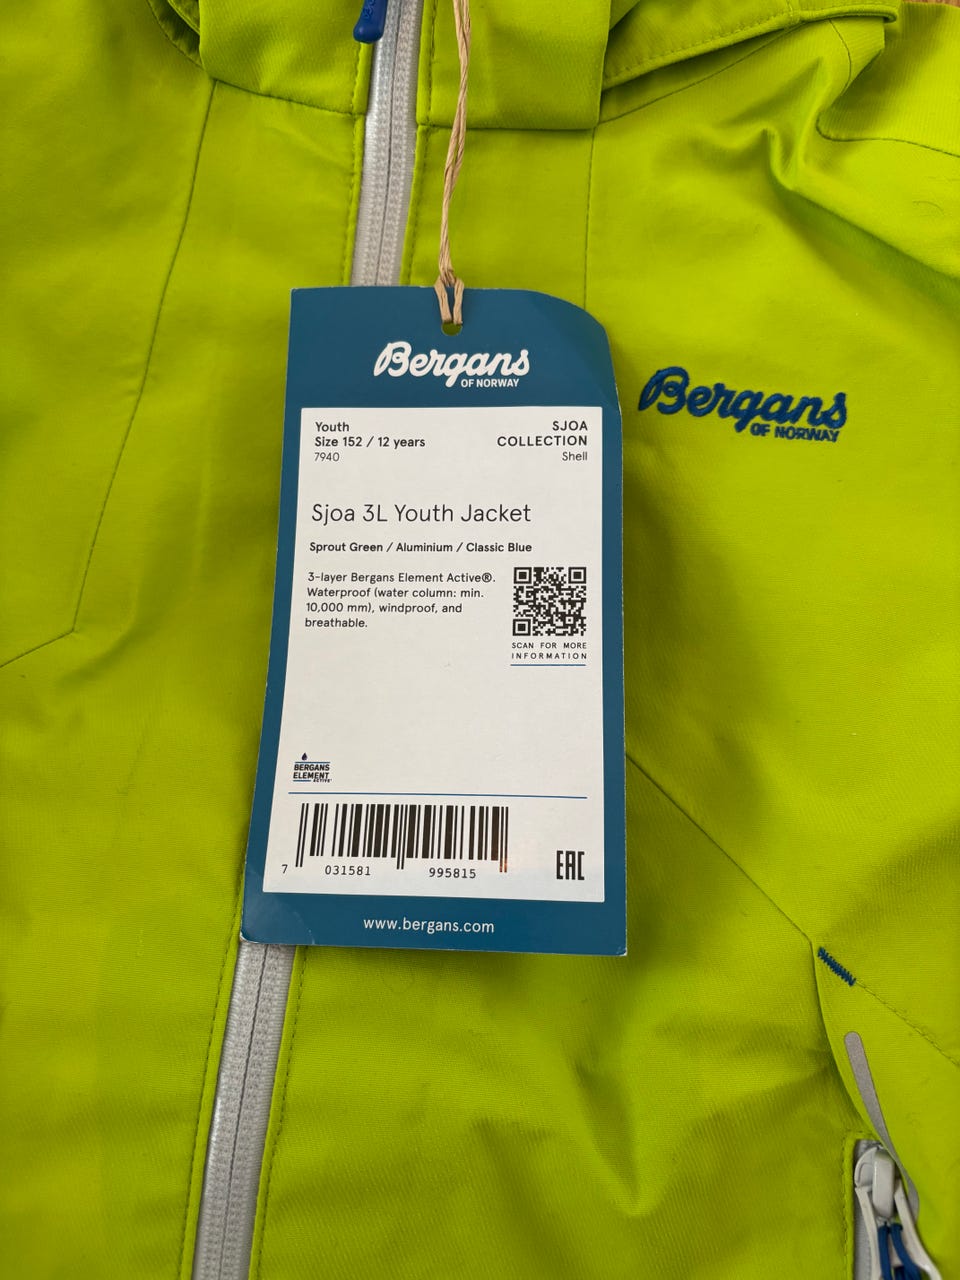 Bergans
OF NORWAY
Youth
Size 152 / 12 years
7940
SJOA
COLLECTION
Shell
Sjoa 3L Youth Jacket
Sprout Green / Aluminium / Classic Blue
3-layer Bergans Element Active®.
Waterproof (water column: min.
10,000 mm), windproof, and
breathable.
SCAN FOR MORE
INFORMATION
BERGANS
ELEMENT
ACTIVE
7 031581 995815
EAC
www.bergans.com
Bergans
OF NORWAY